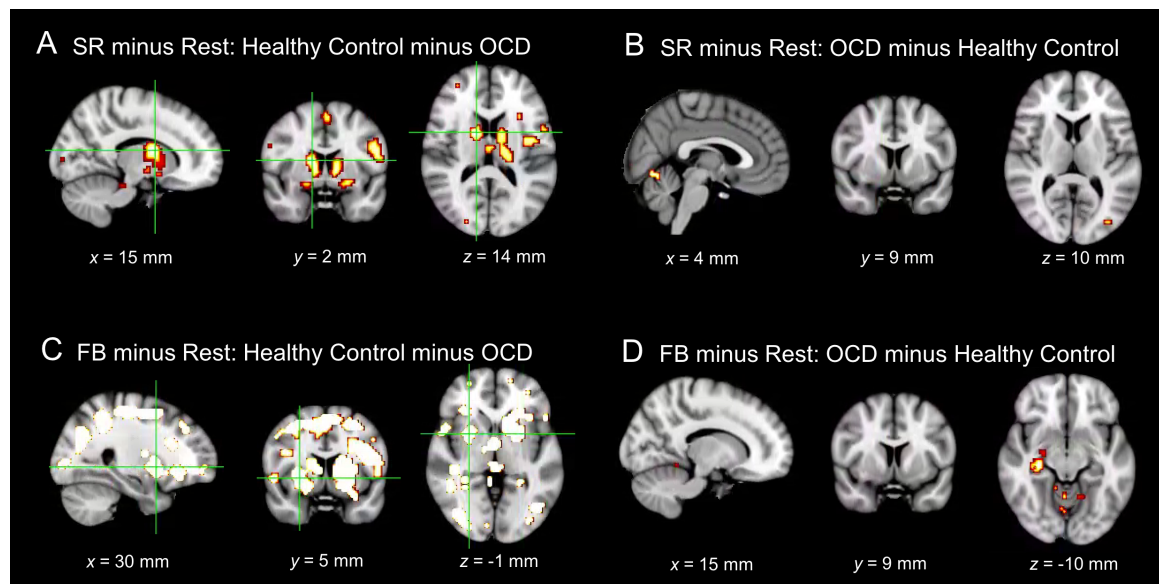 A SR minus Rest: Healthy Control minus OCD
B SR minus Rest: OCD minus Healthy Control
x = 15 mm
y = 2 mm
z = 14 mm
x = 4 mm
y = 9 mm
z = 10 mm
C FB minus Rest: Healthy Control minus OCD
D FB minus Rest: OCD minus Healthy Control
x = 30 mm
y = 5 mm
z = -1 mm
x = 15 mm
y = 9 mm
z = -10 mm